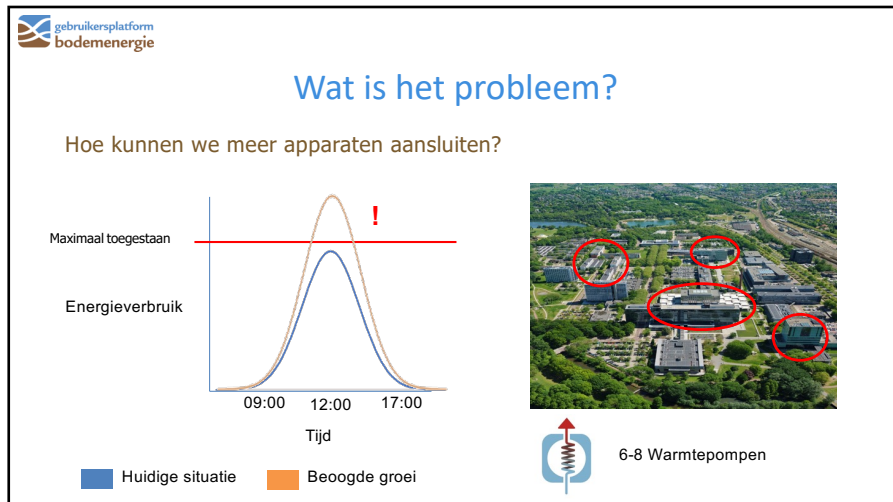 gebruikersplatform
bodemenergie
Wat is het probleem?
Hoe kunnen we meer apparaten aansluiten?
!
Maximaal toegestaan
Energieverbruik
09:00 12:00 17:00
Tijd
Huidige situatie Beoogde groei
6-8 Warmtepompen